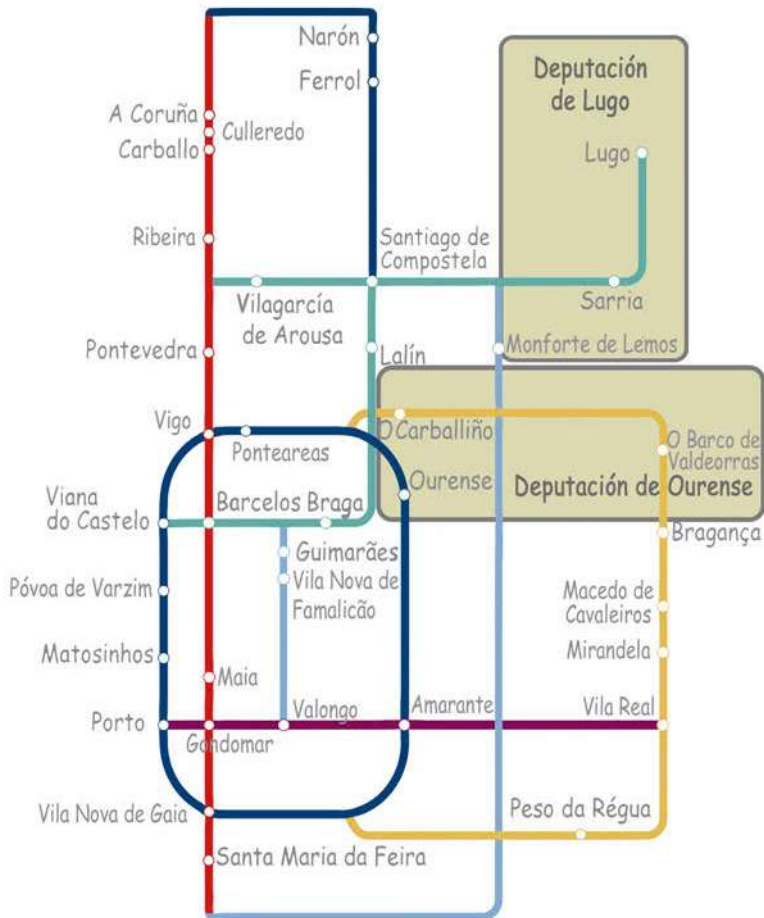 Narón
Ferrol
Deputación
de Lugo
A Coruña
Culleredo
Carballo
Lugo
Ribeira
Santiago de
Compostela
Vilagarcía
de Arousa
Sarria
Pontevedra
Lalín
Monforte de Lemos
Vigo
Ponteareas
O Carballiño
O Barco de
Valdeorras
Ourense
Deputación de Ourense
Viana
do Castelo
Barcelos Braga
Bragança
Guimarães
Vila Nova de
Famalicão
Póvoa de Varzim
Macedo de
Cavaleiros
Matosinhos
Mirandela
Maia
Porto
Gondomar
Valongo
Amarante
Vila Real
Vila Nova de Gaia
Peso da Régua
Santa Maria da Feira